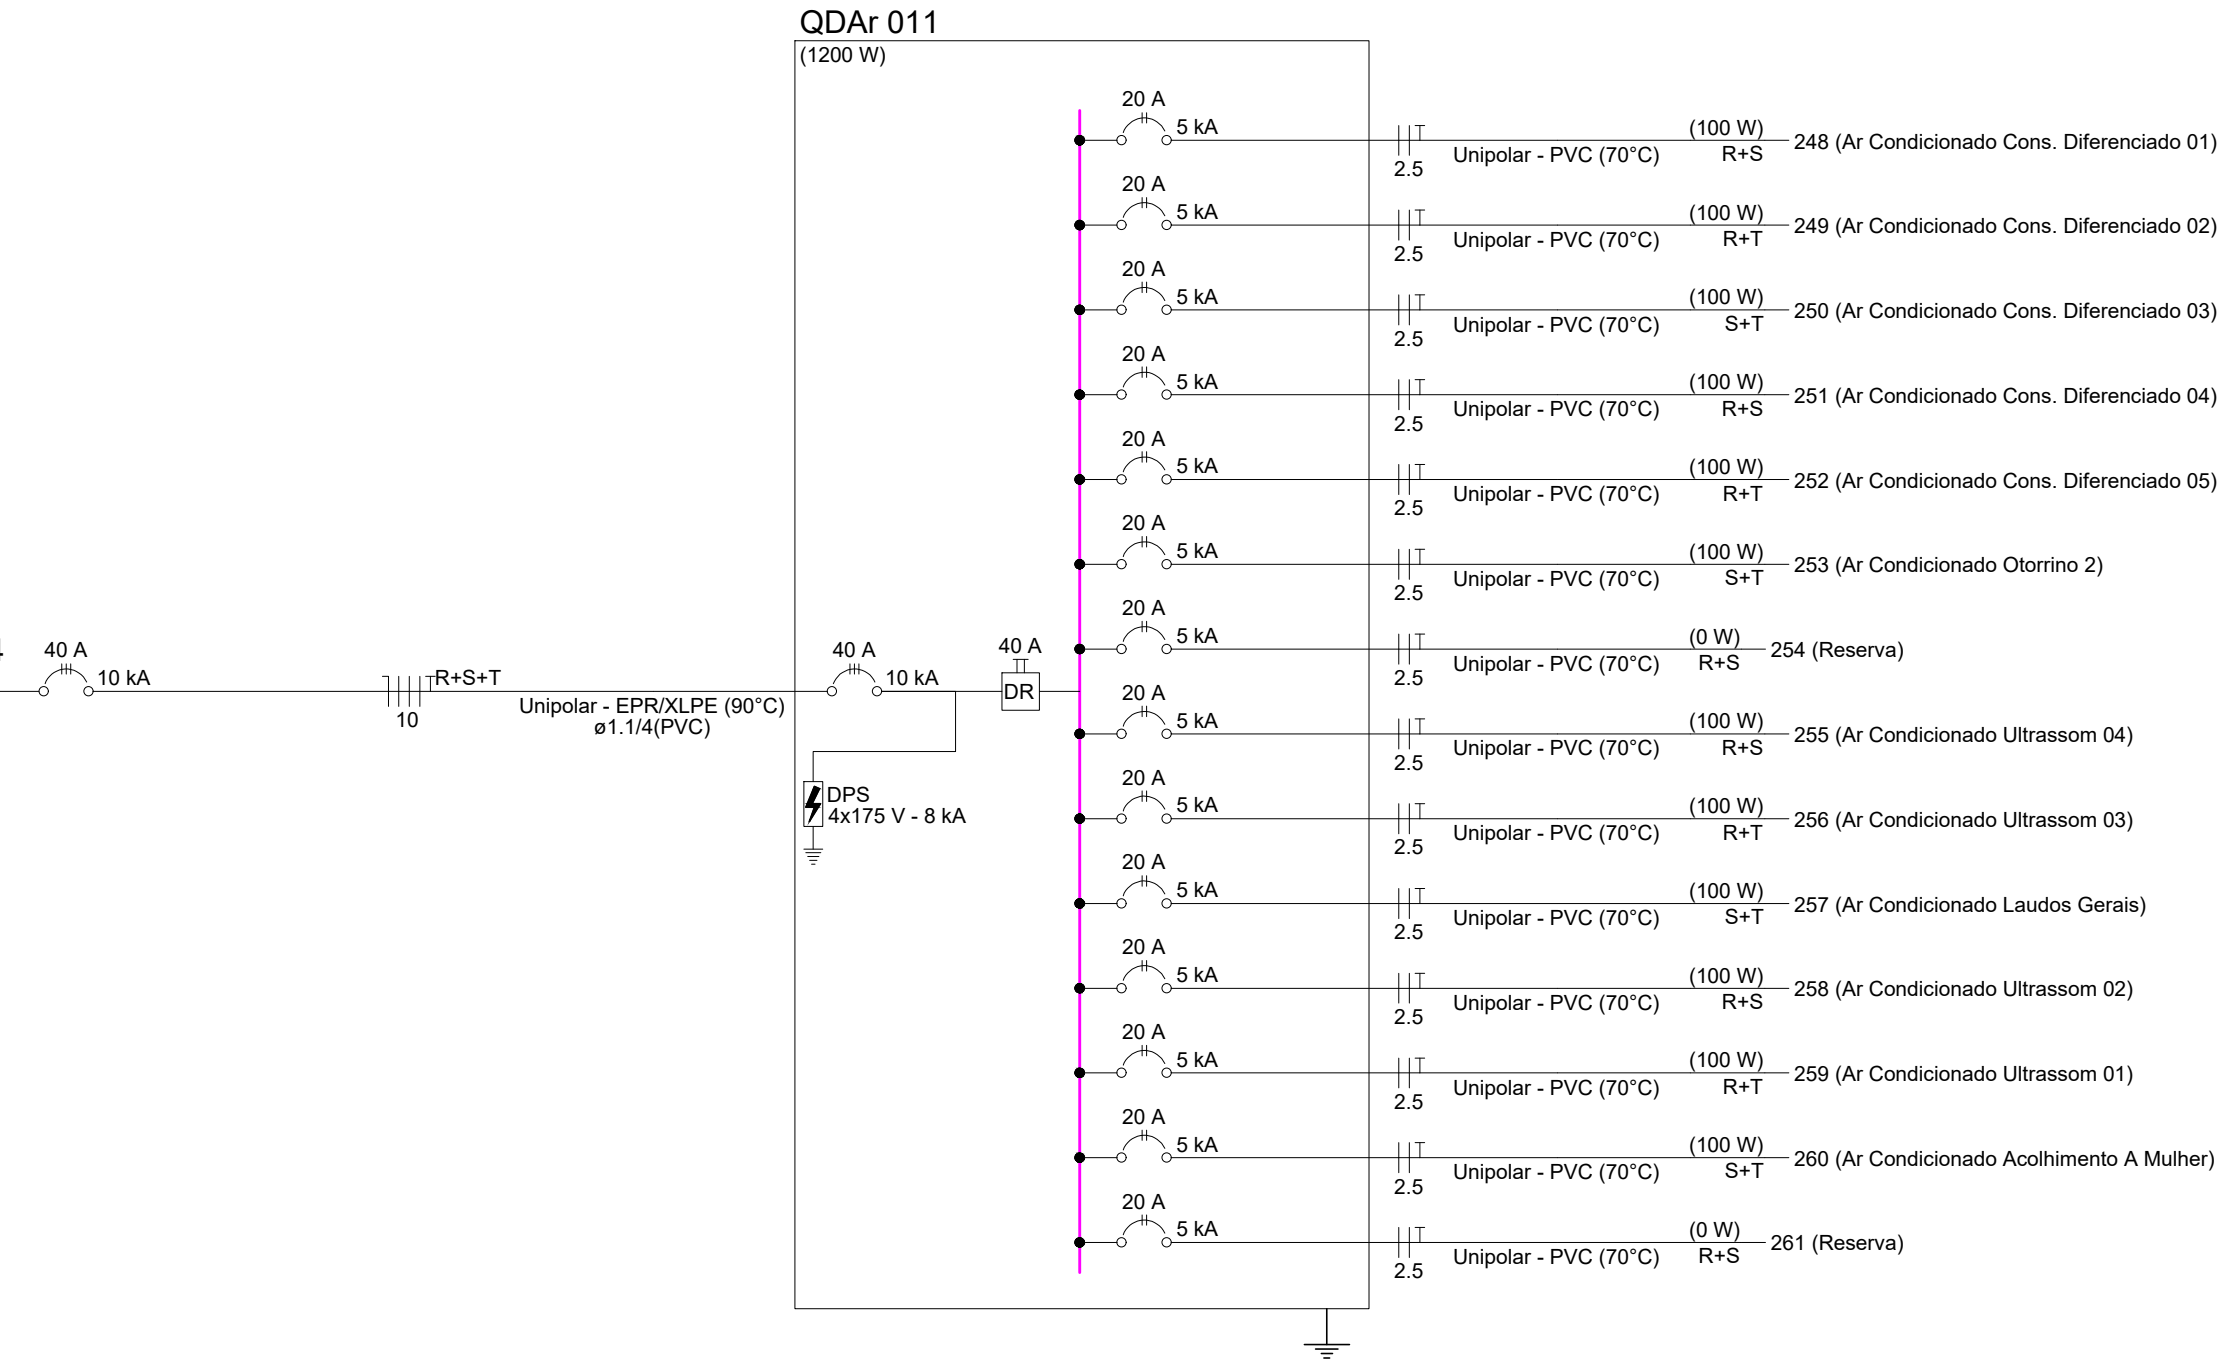 QDAr 011
(1200 W)
20 A
5 kA
2.5
Unipolar - PVC (70°C)
(100 W)
R+S
248 (Ar Condicionado Cons. Diferenciado 01)
20 A
5 kA
2.5
Unipolar - PVC (70°C)
(100 W)
R+T
249 (Ar Condicionado Cons. Diferenciado 02)
20 A
5 kA
2.5
Unipolar - PVC (70°C)
(100 W)
S+T
250 (Ar Condicionado Cons. Diferenciado 03)
20 A
5 kA
2.5
Unipolar - PVC (70°C)
(100 W)
R+S
251 (Ar Condicionado Cons. Diferenciado 04)
20 A
5 kA
2.5
Unipolar - PVC (70°C)
(100 W)
R+T
252 (Ar Condicionado Cons. Diferenciado 05)
20 A
5 kA
2.5
Unipolar - PVC (70°C)
(100 W)
S+T
253 (Ar Condicionado Otorrino 2)
20 A
5 kA
2.5
Unipolar - PVC (70°C)
(0 W)
R+S
254 (Reserva)
40 A
10 kA
R+S+T
10
Unipolar - EPR/XLPE (90°C)
ø1.1/4(PVC)
40 A
10 kA
40 A
DR
DPS
4x175 V - 8 kA
20 A
5 kA
2.5
Unipolar - PVC (70°C)
(100 W)
R+S
255 (Ar Condicionado Ultrassom 04)
20 A
5 kA
2.5
Unipolar - PVC (70°C)
(100 W)
R+T
256 (Ar Condicionado Ultrassom 03)
20 A
5 kA
2.5
Unipolar - PVC (70°C)
(100 W)
S+T
257 (Ar Condicionado Laudos Gerais)
20 A
5 kA
2.5
Unipolar - PVC (70°C)
(100 W)
R+S
258 (Ar Condicionado Ultrassom 02)
20 A
5 kA
2.5
Unipolar - PVC (70°C)
(100 W)
R+T
259 (Ar Condicionado Ultrassom 01)
20 A
5 kA
2.5
Unipolar - PVC (70°C)
(100 W)
S+T
260 (Ar Condicionado Acolhimento A Mulher)
20 A
5 kA
2.5
Unipolar - PVC (70°C)
(0 W)
R+S
261 (Reserva)